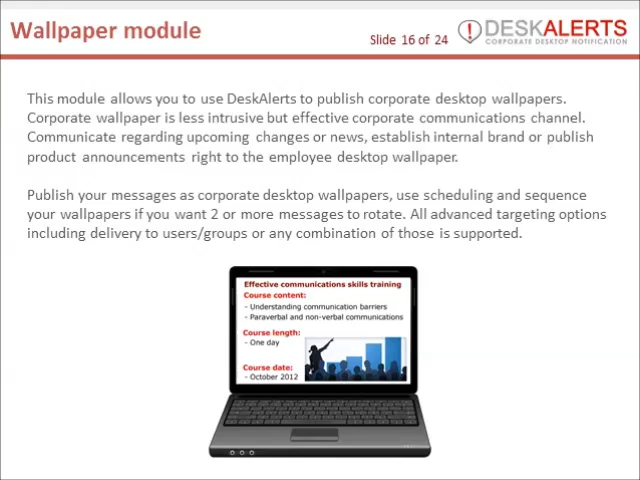 Wallpaper module
Slide 16 of 24
DESKALERTS
CORPORATE DESKTOP NOTIFICATION
This module allows you to use DeskAlerts to publish corporate desktop wallpapers.
Corporate wallpaper is less intrusive but effective corporate communications channel.
Communicate regarding upcoming changes or news, establish internal brand or publish
product announcements right to the employee desktop wallpaper.
Publish your messages as corporate desktop wallpapers, use scheduling and sequence
your wallpapers if you want 2 or more messages to rotate. All advanced targeting options
including delivery to users/groups or any combination of those is supported.
Effective communications skills training
Course content:
- Understanding communication barriers
- Paraverbal and non-verbal communications
Course length:
- One day
Course date:
- October 2012